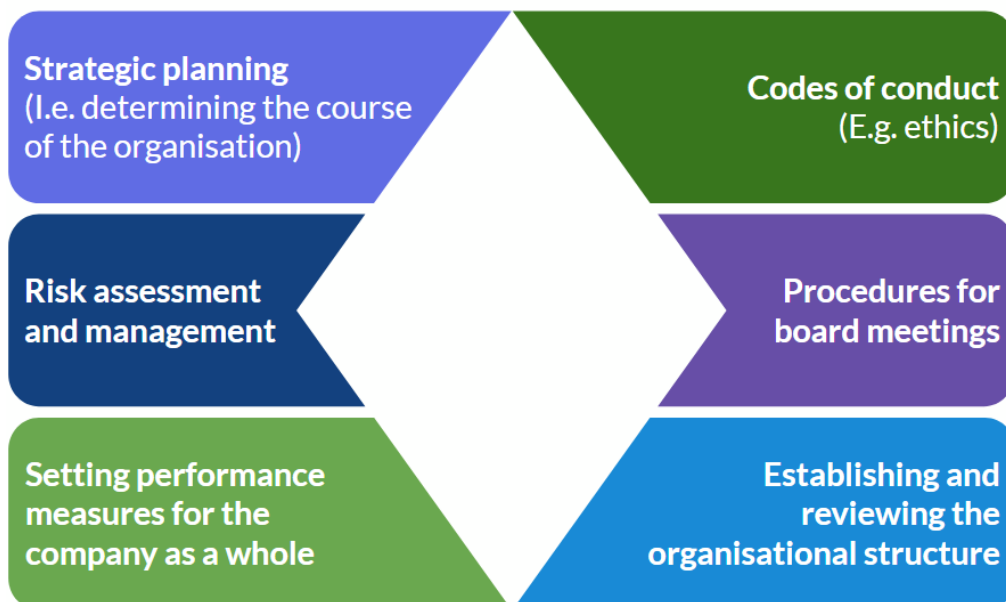 Strategic planning
(I.e. determining the course
of the organisation)
Codes of conduct
(E.g. ethics)
Risk assessment
and management
Procedures for
board meetings
Setting performance
measures for the
company as a whole
Establishing and
reviewing the
organisational structure